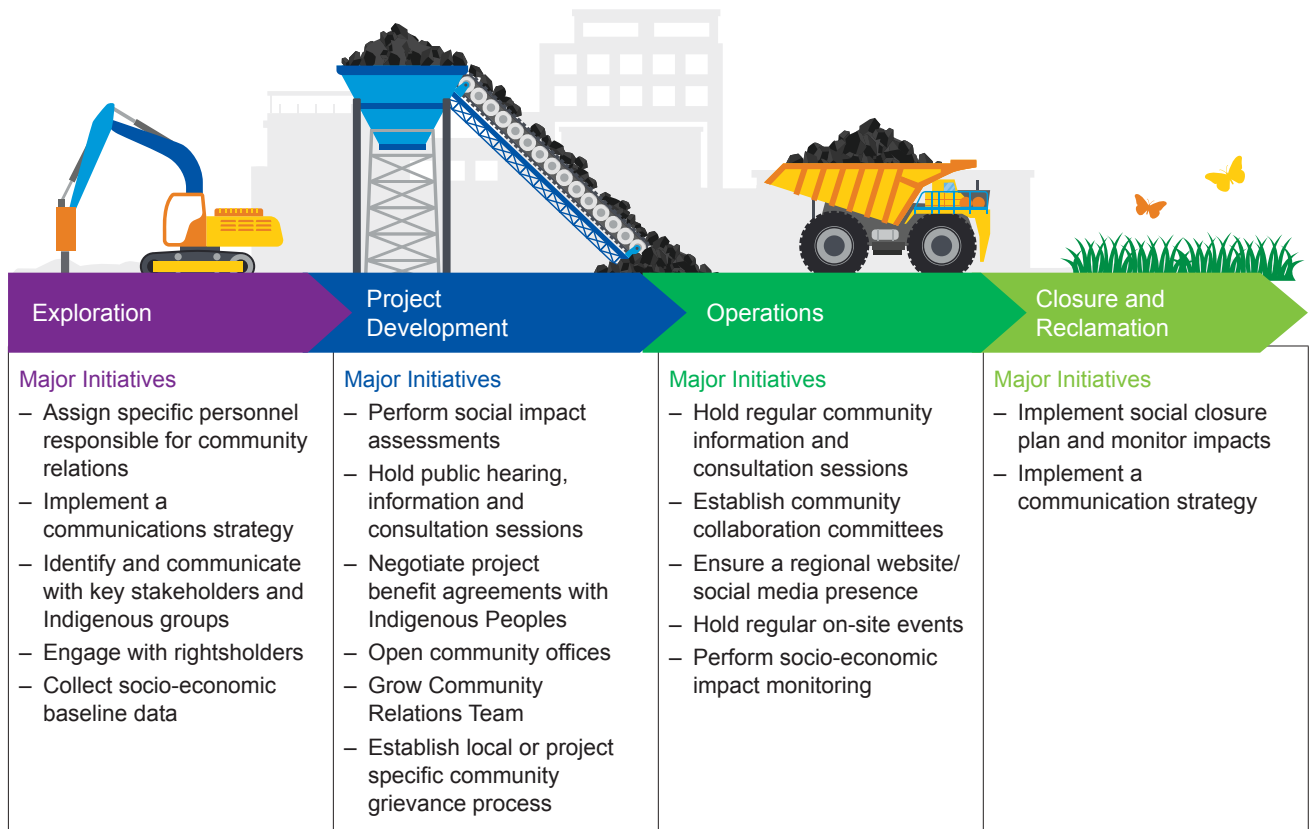 Exploration
Project
Development
Operations
Closure and
Reclamation
Major Initiatives
– Assign specific personnel
responsible for community
relations
– Implement a
communications strategy
– Identify and communicate
with key stakeholders and
Indigenous groups
– Engage with rightsholders
– Collect socio-economic
baseline data
Major Initiatives
– Perform social impact
assessments
– Hold public hearing,
information and
consultation sessions
– Negotiate project
benefit agreements with
Indigenous Peoples
– Open community offices
– Grow Community
Relations Team
– Establish local or project
specific community
grievance process
Major Initiatives
– Hold regular community
information and
consultation sessions
– Establish community
collaboration committees
– Ensure a regional website/
social media presence
– Hold regular on-site events
– Perform socio-economic
impact monitoring
Major Initiatives
– Implement social closure
plan and monitor impacts
– Implement a
communication strategy